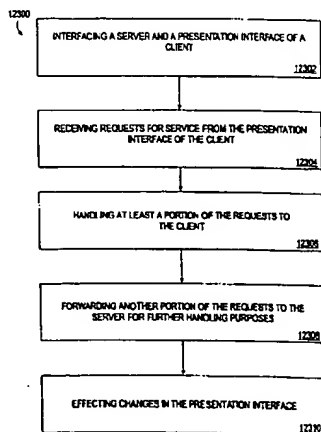 12300
INTERFACING A SERVER AND A PRESENTATION INTERFACE OF A
CLIENT
12302
RECEIVING REQUESTS FOR SERVICE FROM THE PRESENTATION
INTERFACE OF THE CLIENT
12304
HANDLING AT LEAST A PORTION OF THE REQUESTS TO
THE CLIENT
12306
FORWARDING ANOTHER PORTION OF THE REQUESTS TO THE
SERVER FOR FURTHER HANDLING PURPOSES
12308
EFFECTING CHANGES IN THE PRESENTATION INTERFACE
12310